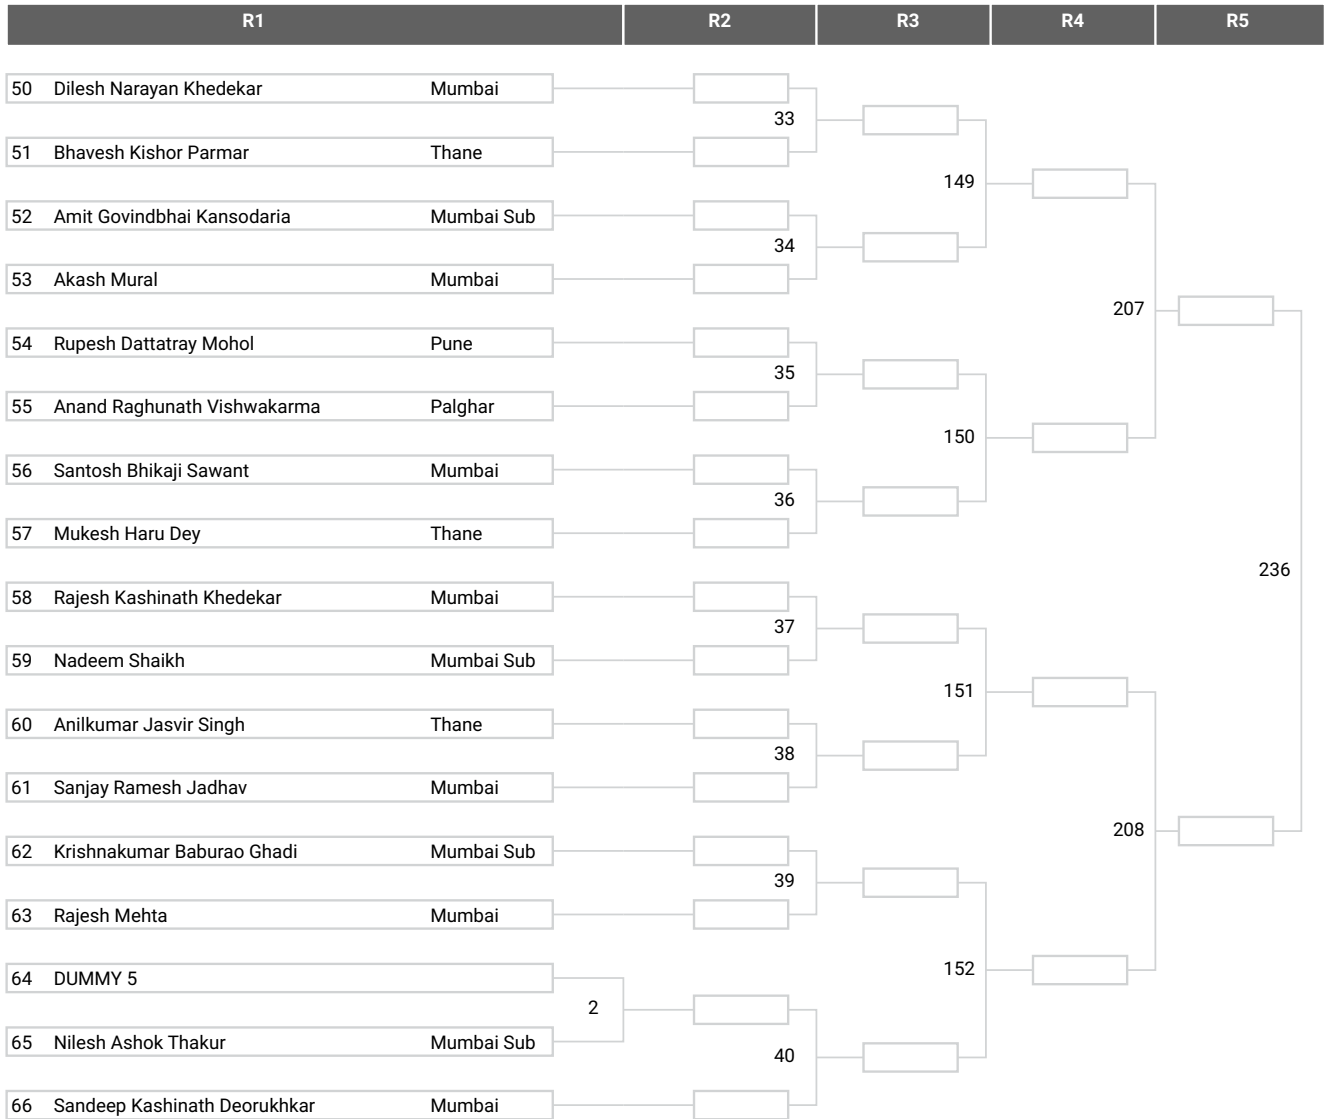 R1 R2 R3 R4 R5
50 Dilesh Narayan Khedekar Mumbai
33
51 Bhavesh Kishor Parmar Thane
149
52 Amit Govindbhai Kansodaria Mumbai Sub
34
53 Akash Mural Mumbai
207
54 Rupesh Dattatray Mohol Pune
35
55 Anand Raghunath Vishwakarma Palghar
150
56 Santosh Bhikaji Sawant Mumbai
36
57 Mukesh Haru Dey Thane
236
58 Rajesh Kashinath Khedekar Mumbai
37
59 Nadeem Shaikh Mumbai Sub
151
60 Anilkumar Jasvir Singh Thane
38
61 Sanjay Ramesh Jadhav Mumbai
208
62 Krishnakumar Baburao Ghadi Mumbai Sub
39
63 Rajesh Mehta Mumbai
152
64 DUMMY 5
2
65 Nilesh Ashok Thakur Mumbai Sub
40
66 Sandeep Kashinath Deorukhkar Mumbai